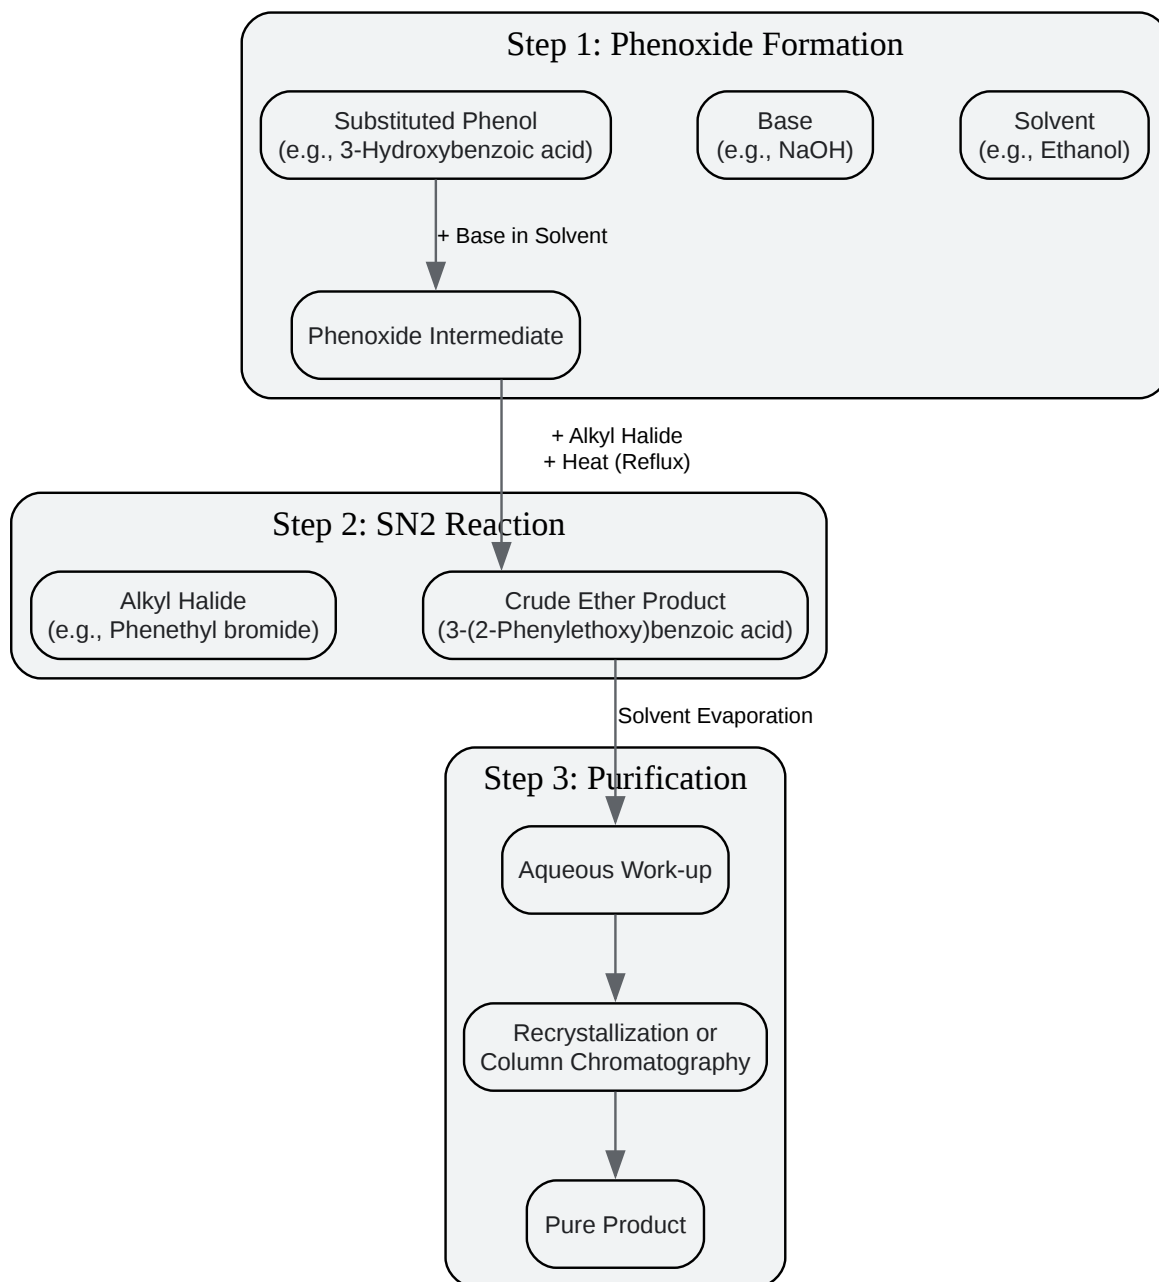 Step 1: Phenoxide Formation
Substituted Phenol
(e.g., 3-Hydroxybenzoic acid)
Base
(e.g., NaOH)
Solvent
(e.g., Ethanol)
+ Base in Solvent
Phenoxide Intermediate
+ Alkyl Halide
+ Heat (Reflux)
Step 2: SN2 Reaction
Alkyl Halide
(e.g., Phenethyl bromide)
Crude Ether Product
(3-(2-Phenylethoxy)benzoic acid)
Solvent Evaporation
Step 3: Purification
Aqueous Work-up
Recrystallization or
Column Chromatography
Pure Product